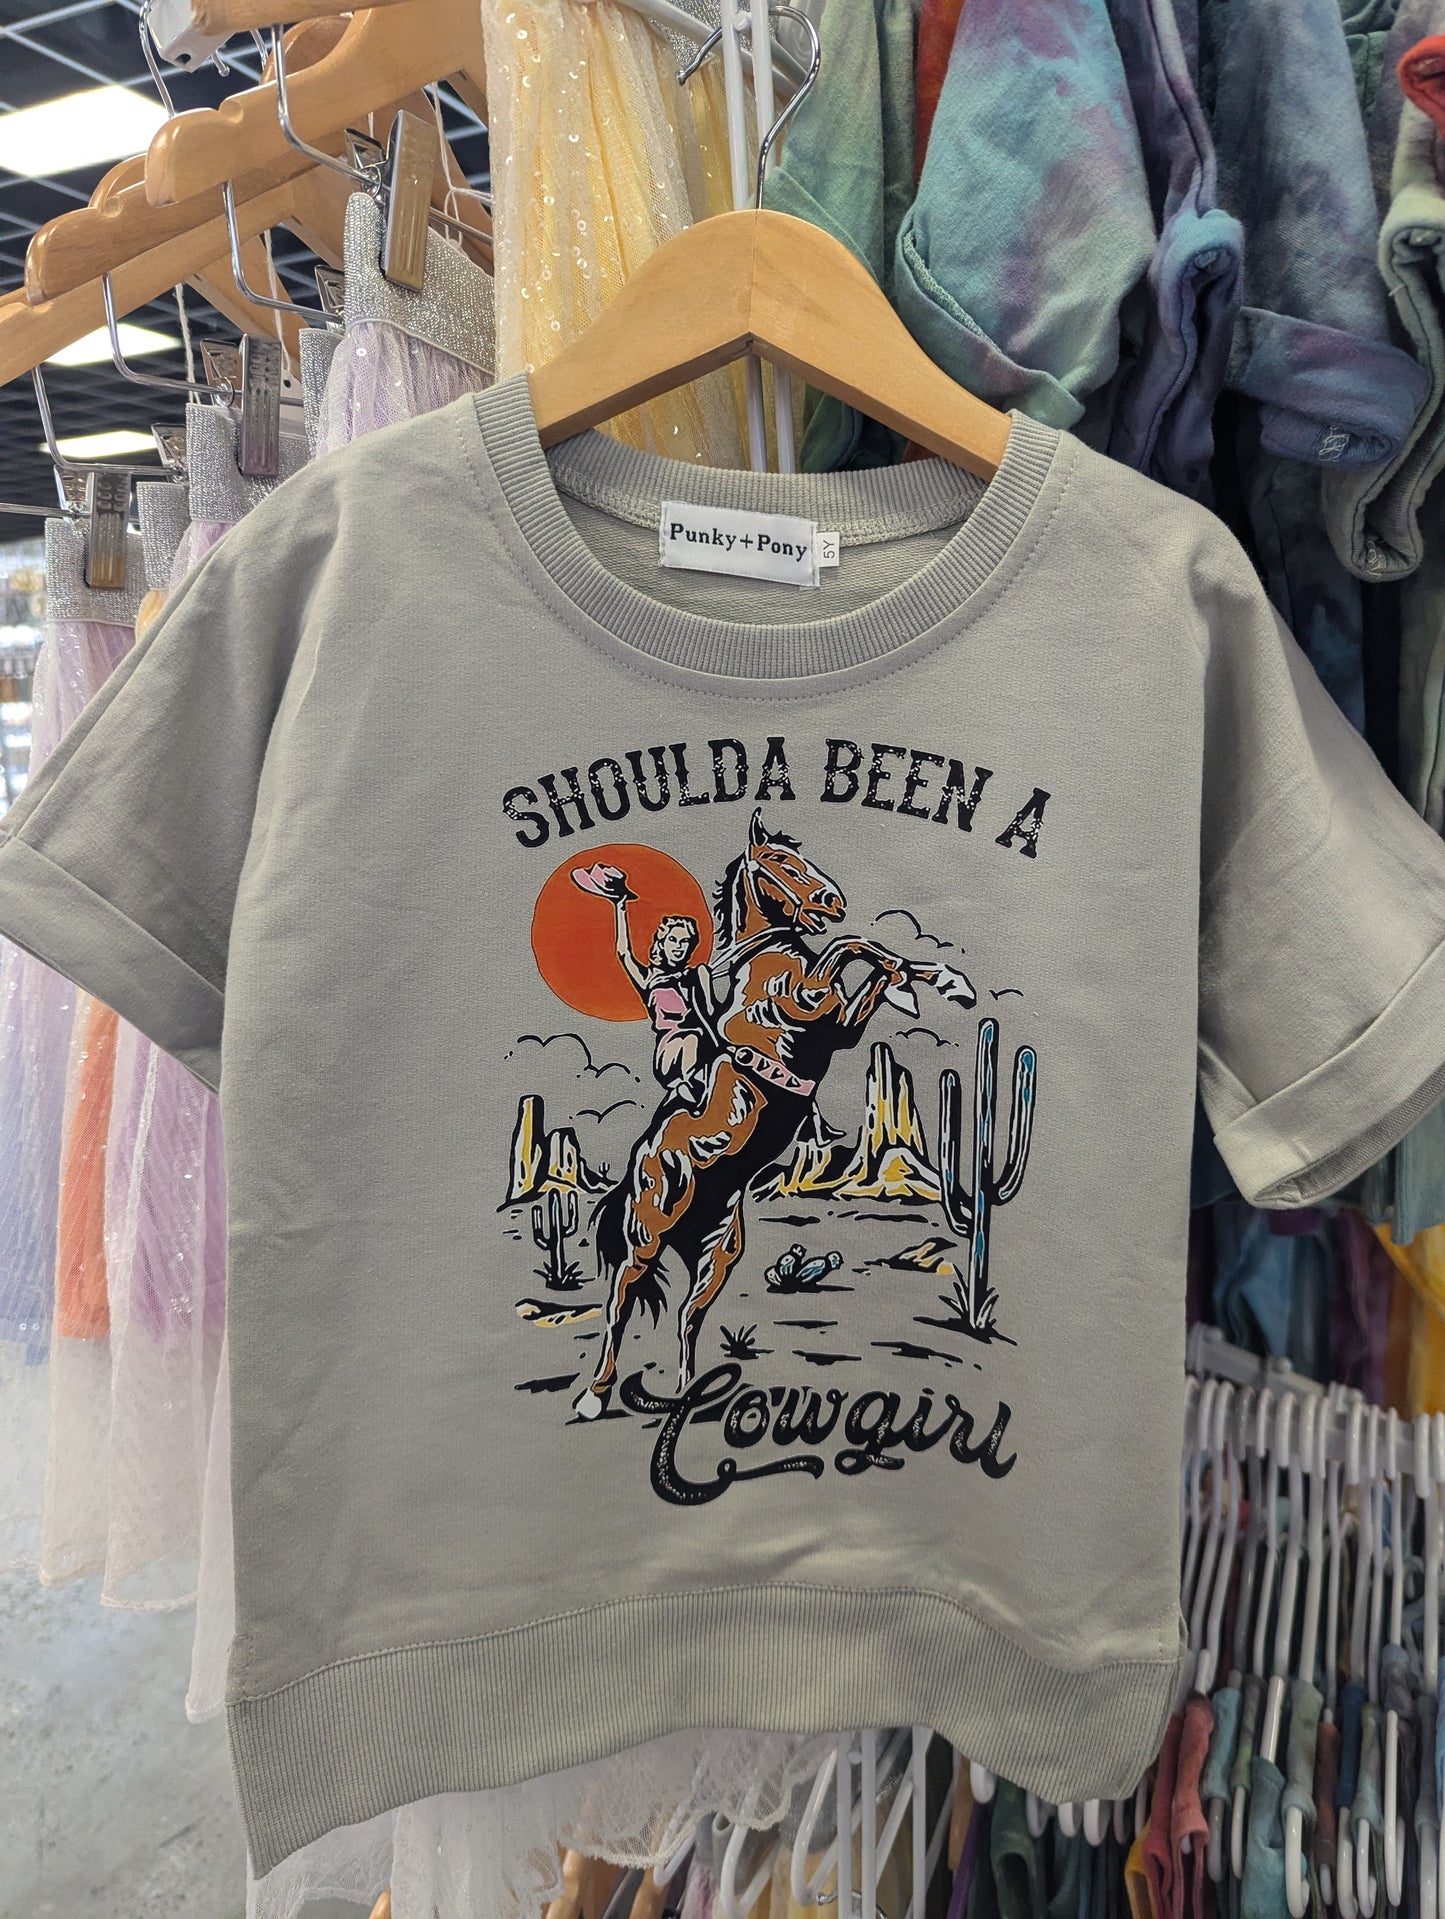 Punky+Pony
5Y
SHOULDA BEEN A
Cowgirl